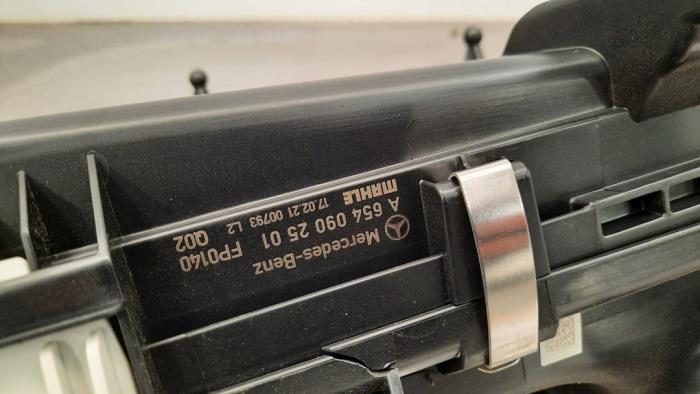 Mercedes-Benz
A 654 090 25 01 FP0140
MAHLE 17.02.21 00793 L2 Q02